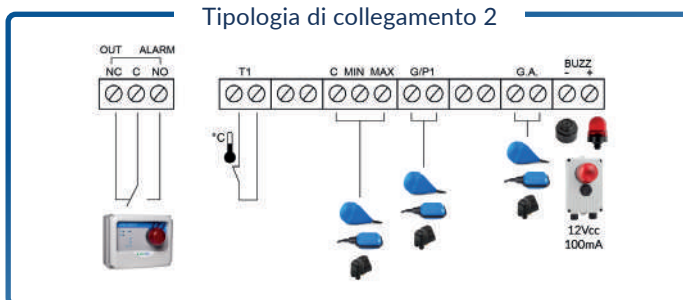 Tipologia di collegamento 2
OUT ALARM
NC C NO
T1
C MIN MAX
G/P1
G.A.
BUZZ
- +
°C
12Vcc
100mA